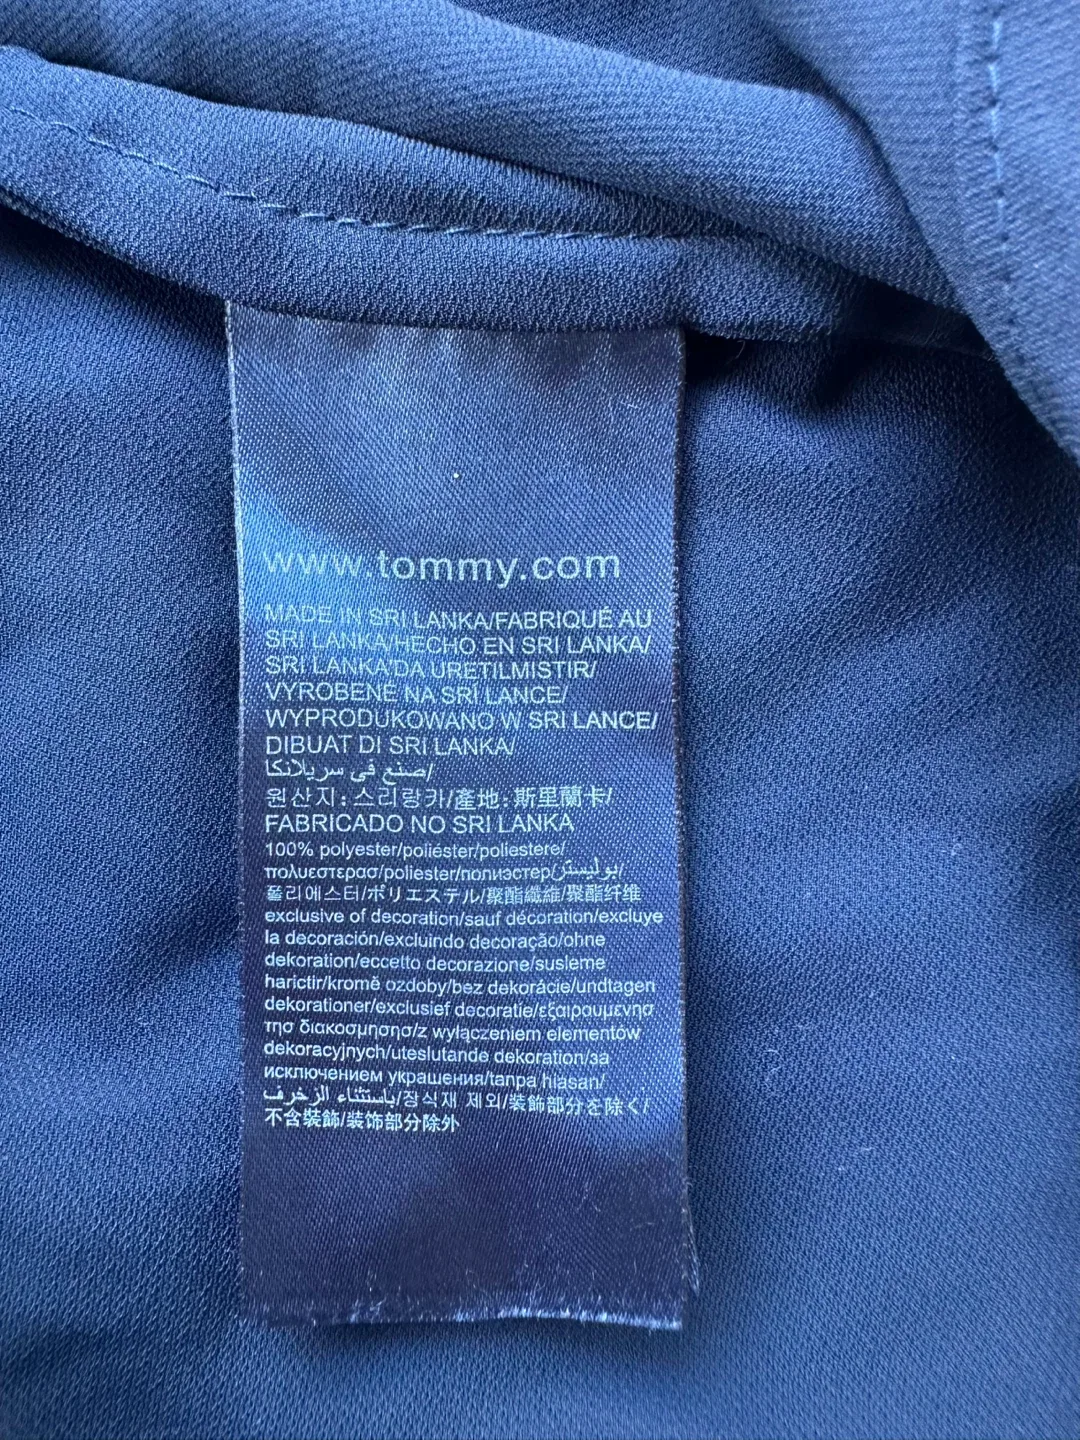 www.tommy.com
MADE IN SRI LANKA/FABRIQUÉ AU
SRI LANKA/HECHO EN SRI LANKA/
SRI LANKA'DA URETILMISTIR/
VYROBENÉ NA SRÍ LANCE/
WYPRODUKOWANO W SRI LANCE/
DIBUAT DI SRI LANKA/
صنع في سريلانكا/
원산지: 스리랑카/產地: 斯里蘭卡/
FABRICADO NO SRI LANKA
100% polyester/poliéster/poliestere/
πολυεστερασ/poliester/полиэстер/بوليستر/
폴리에스터/ポリエステル/聚酯纖維/聚酯纤维
exclusive of decoration/sauf décoration/excluye
la decoración/excluindo decoração/ohne
dekoration/eccetto decorazione/susleme
harictir/kromě ozdoby/bez dekorácie/undtagen
dekorationer/exclusief decoratie/εξαιρουμενησ
τησ διακοσμησησ/z wyłączeniem elementów
dekoracyjnych/uteslutande dekoration/за
исключением украшения/tanpa hiasan/
باستثناء الزخرف/장식재 제외/装飾部分を除く/
不含裝飾/装饰部分除外